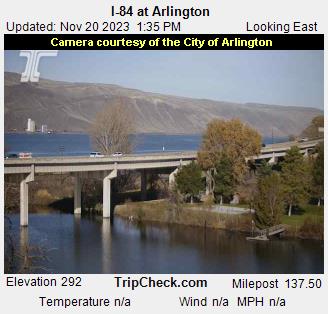 I-84 at Arlington
Updated: Nov 20 2023 1:35 PM Looking East
Camera courtesy of the City of Arlington
Elevation 292 TripCheck.com Milepost 137.50
Temperature n/a Wind n/a MPH n/a